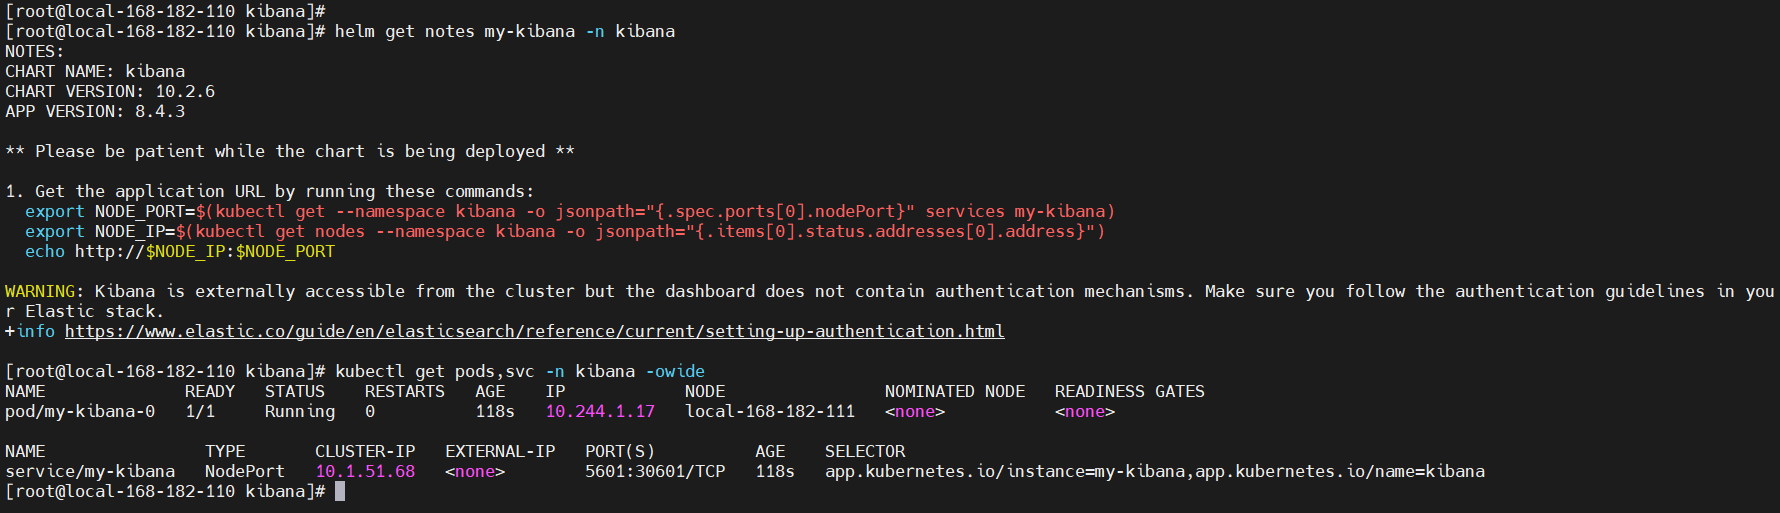 [root@local-168-182-110 kibana]#
[root@local-168-182-110 kibana]# helm get notes my-kibana -n kibana
NOTES:
CHART NAME: kibana
CHART VERSION: 10.2.6
APP VERSION: 8.4.3
** Please be patient while the chart is being deployed **
1. Get the application URL by running these commands:
  export NODE_PORT=$(kubectl get --namespace kibana -o jsonpath="{.spec.ports[0].nodePort}" services my-kibana)
  export NODE_IP=$(kubectl get nodes --namespace kibana -o jsonpath="{.items[0].status.addresses[0].address}")
  echo http://$NODE_IP:$NODE_PORT
WARNING: Kibana is externally accessible from the cluster but the dashboard does not contain authentication mechanisms. Make sure you follow the authentication guidelines in you
r Elastic stack.
+info https://www.elastic.co/guide/en/elasticsearch/reference/current/setting-up-authentication.html
[root@local-168-182-110 kibana]# kubectl get pods,svc -n kibana -owide
NAME              READY   STATUS    RESTARTS   AGE    IP            NODE                NOMINATED NODE   READINESS GATES
pod/my-kibana-0   1/1     Running   0          118s   10.244.1.17   local-168-182-111   <none>           <none>
NAME                TYPE       CLUSTER-IP   EXTERNAL-IP   PORT(S)          AGE    SELECTOR
service/my-kibana   NodePort   10.1.51.68   <none>        5601:30601/TCP   118s   app.kubernetes.io/instance=my-kibana,app.kubernetes.io/name=kibana
[root@local-168-182-110 kibana]#